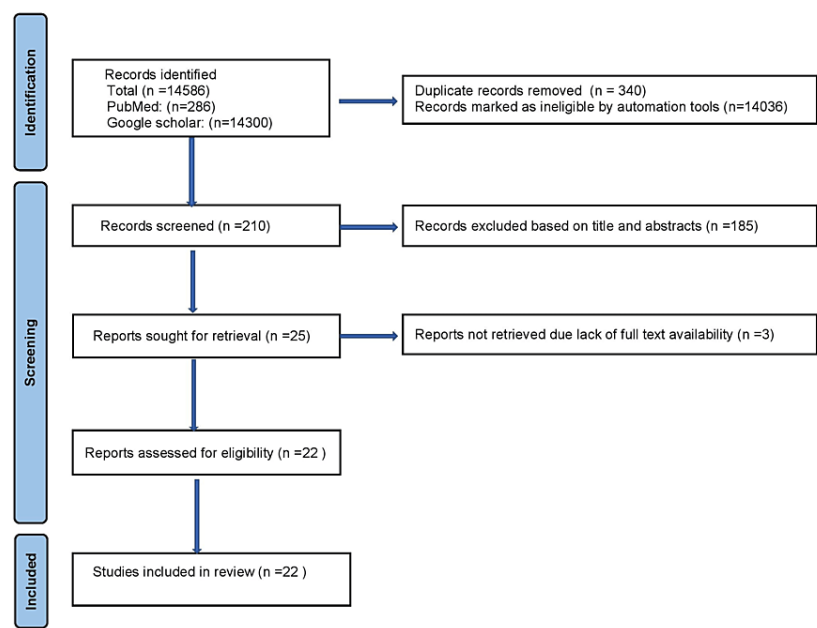 Identification
Records identified
Total (n =14586)
PubMed: (n=286)
Google scholar: (n=14300)
Duplicate records removed (n = 340)
Records marked as ineligible by automation tools (n=14036)
Screening
Records screened (n =210)
Records excluded based on title and abstracts (n =185)
Reports sought for retrieval (n =25)
Reports not retrieved due lack of full text availability (n =3)
Reports assessed for eligibility (n =22 )
Included
Studies included in review (n =22 )